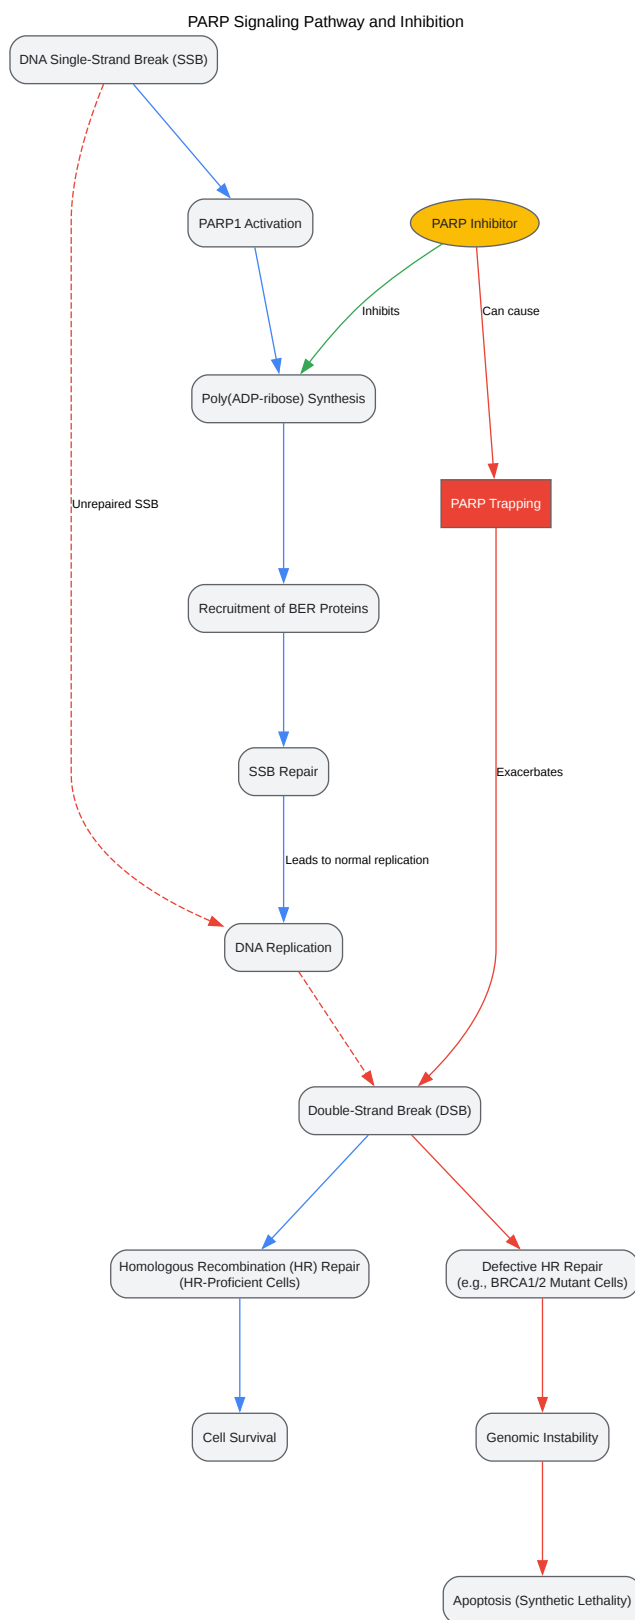 PARP Signaling Pathway and Inhibition
DNA Single-Strand Break (SSB)
PARP1 Activation
PARP Inhibitor
Inhibits
Can cause
Poly(ADP-ribose) Synthesis
Unrepaired SSB
PARP Trapping
Recruitment of BER Proteins
SSB Repair
Exacerbates
Leads to normal replication
DNA Replication
Double-Strand Break (DSB)
Homologous Recombination (HR) Repair
(HR-Proficient Cells)
Defective HR Repair
(e.g., BRCA1/2 Mutant Cells)
Cell Survival
Genomic Instability
Apoptosis (Synthetic Lethality)